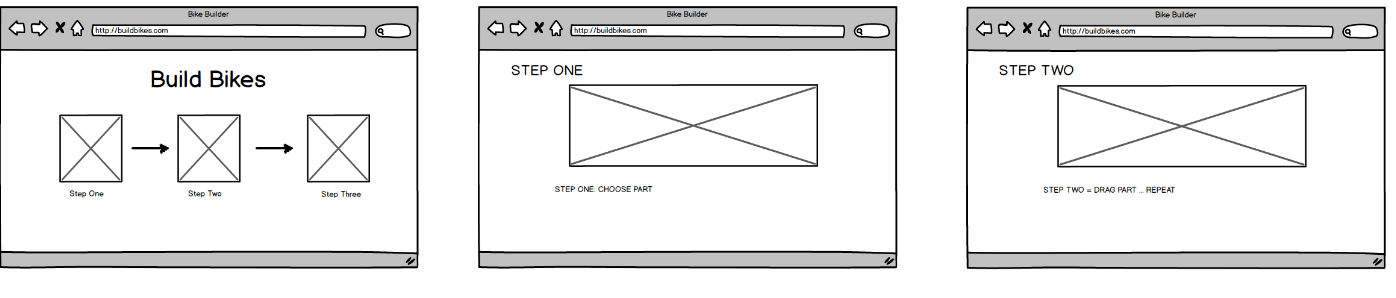 Bike Builder
http://buildbikes.com
Build Bikes
Step One
Step Two
Step Three
Bike Builder
http://buildbikes.com
STEP ONE
STEP ONE: CHOOSE PART
Bike Builder
http://buildbikes.com
STEP TWO
STEP TWO = DRAG PART ... REPEAT